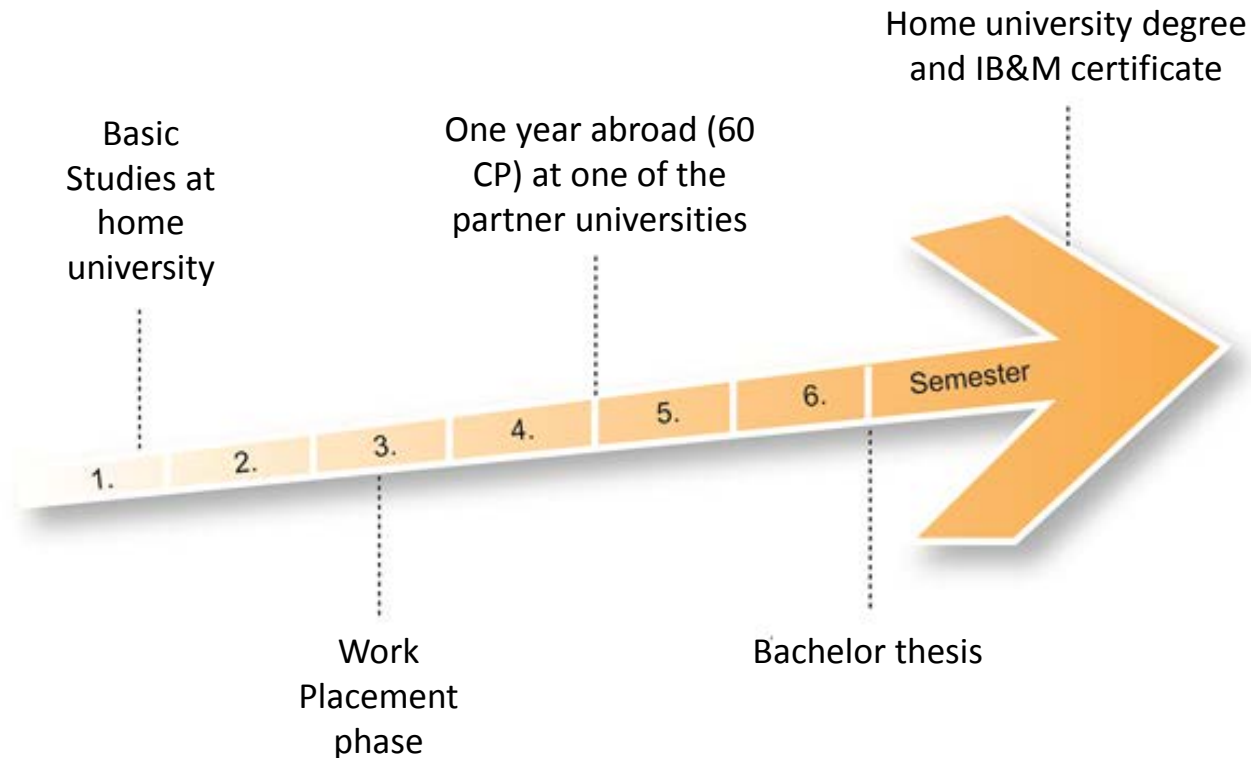 Home university degree
and IB&M certificate
Basic
Studies at
home
university
One year abroad (60
CP) at one of the
partner universities
1.
2.
3.
4.
5.
6.
Semester
Work
Placement
phase
Bachelor thesis